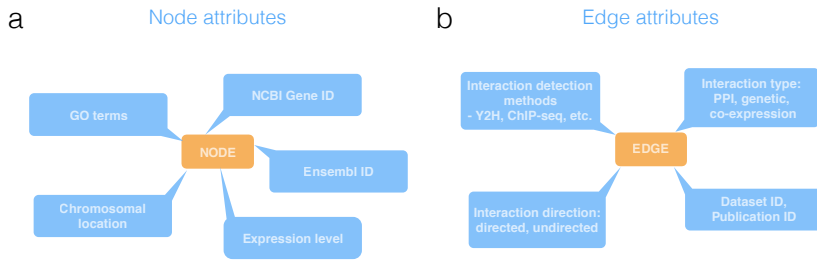 a
Node attributes
NCBI Gene ID
GO terms
NODE
Ensembl ID
Chromosomal
location
Expression level
b
Edge attributes
Interaction detection
methods
- Y2H, ChIP-seq, etc.
Interaction type:
PPI, genetic,
co-expression
EDGE
Interaction direction:
directed, undirected
Dataset ID,
Publication ID